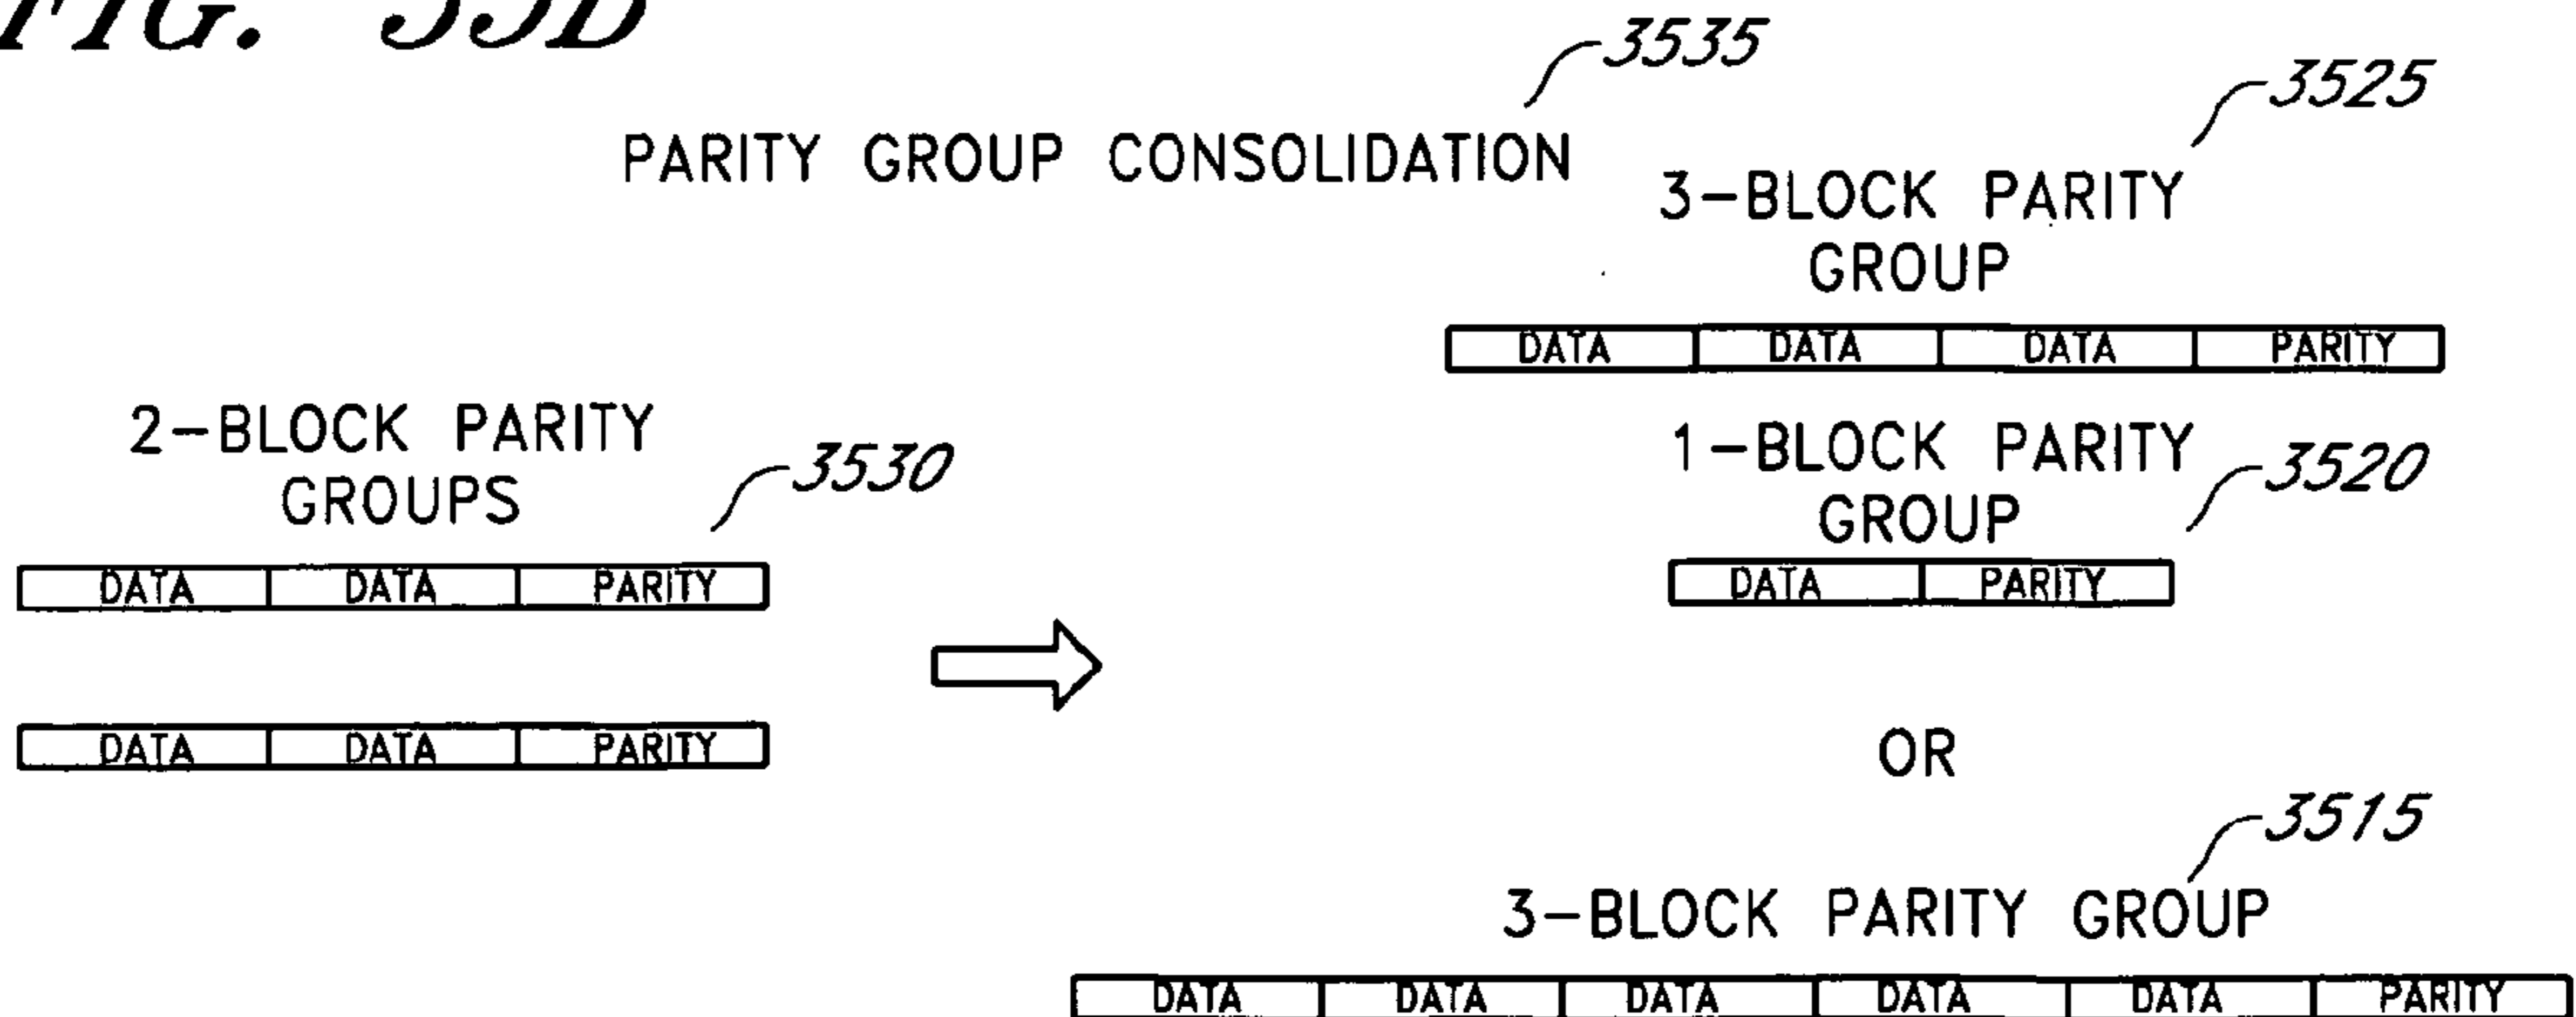 FIG. 35B
3535
PARITY GROUP CONSOLIDATION
3525
3-BLOCK PARITY
GROUP
DATA DATA DATA PARITY
2-BLOCK PARITY
GROUPS
3530
DATA DATA PARITY
DATA DATA PARITY
1-BLOCK PARITY
GROUP
3520
DATA PARITY
OR
3515
3-BLOCK PARITY GROUP
DATA DATA DATA DATA DATA PARITY